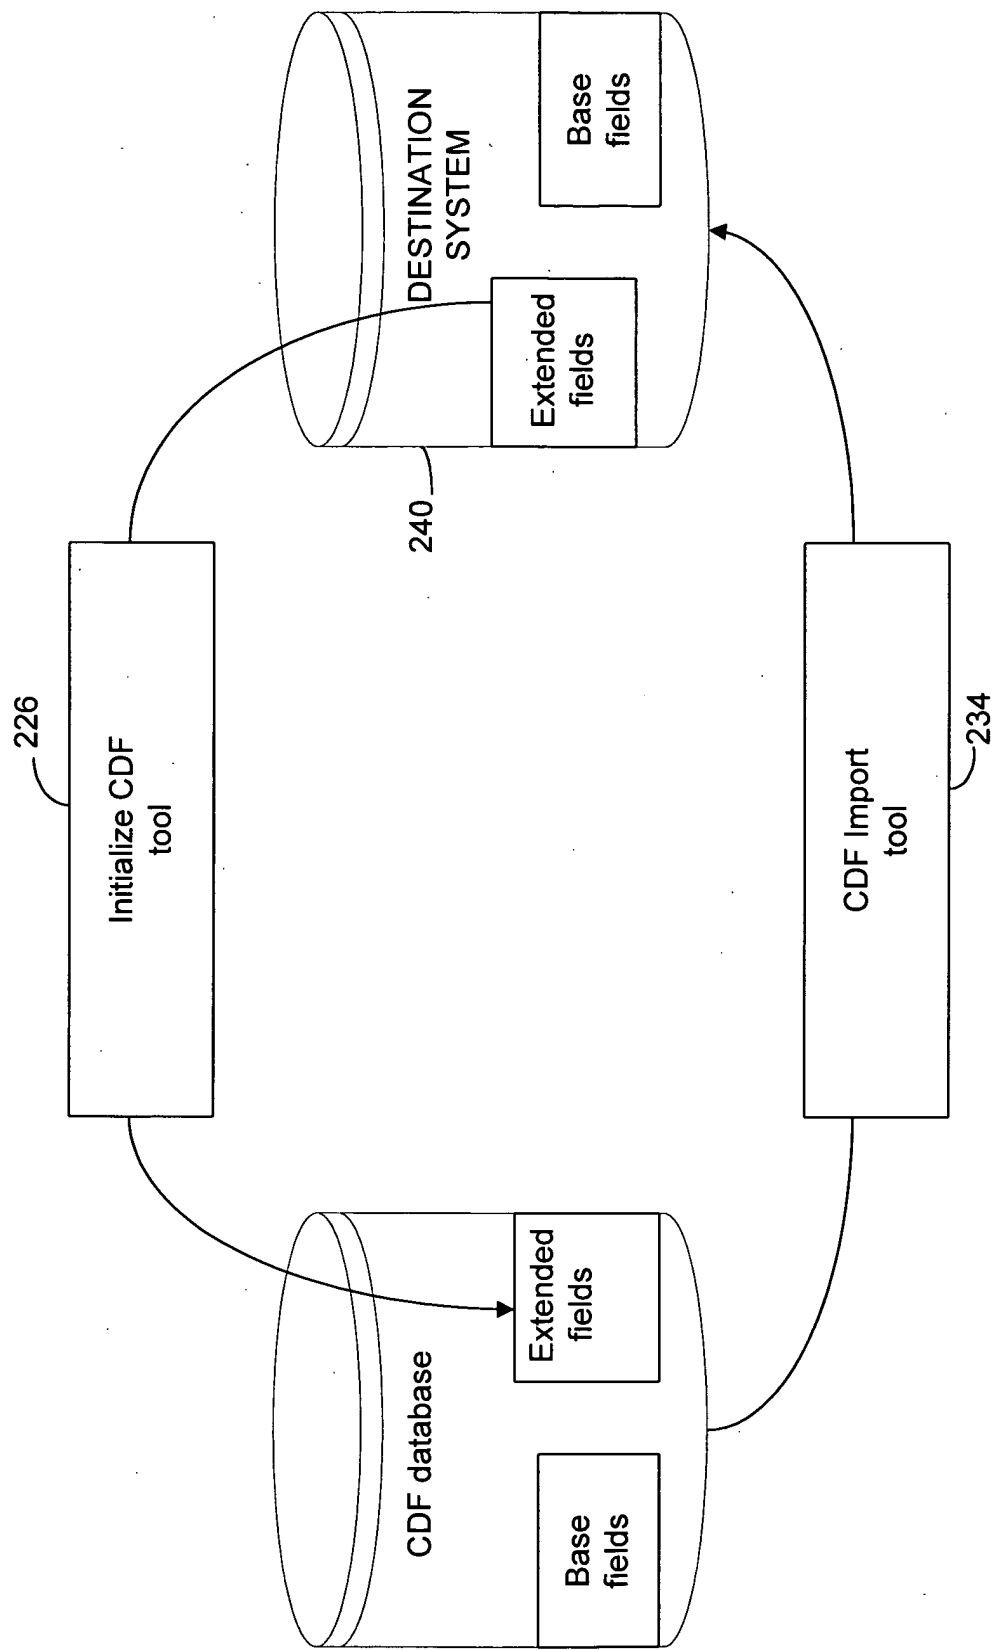 226
Initialize CDF
tool
CDF database
Base
fields
Extended
fields
240
DESTINATION
SYSTEM
Extended
fields
Base
fields
CDF Import
tool
234